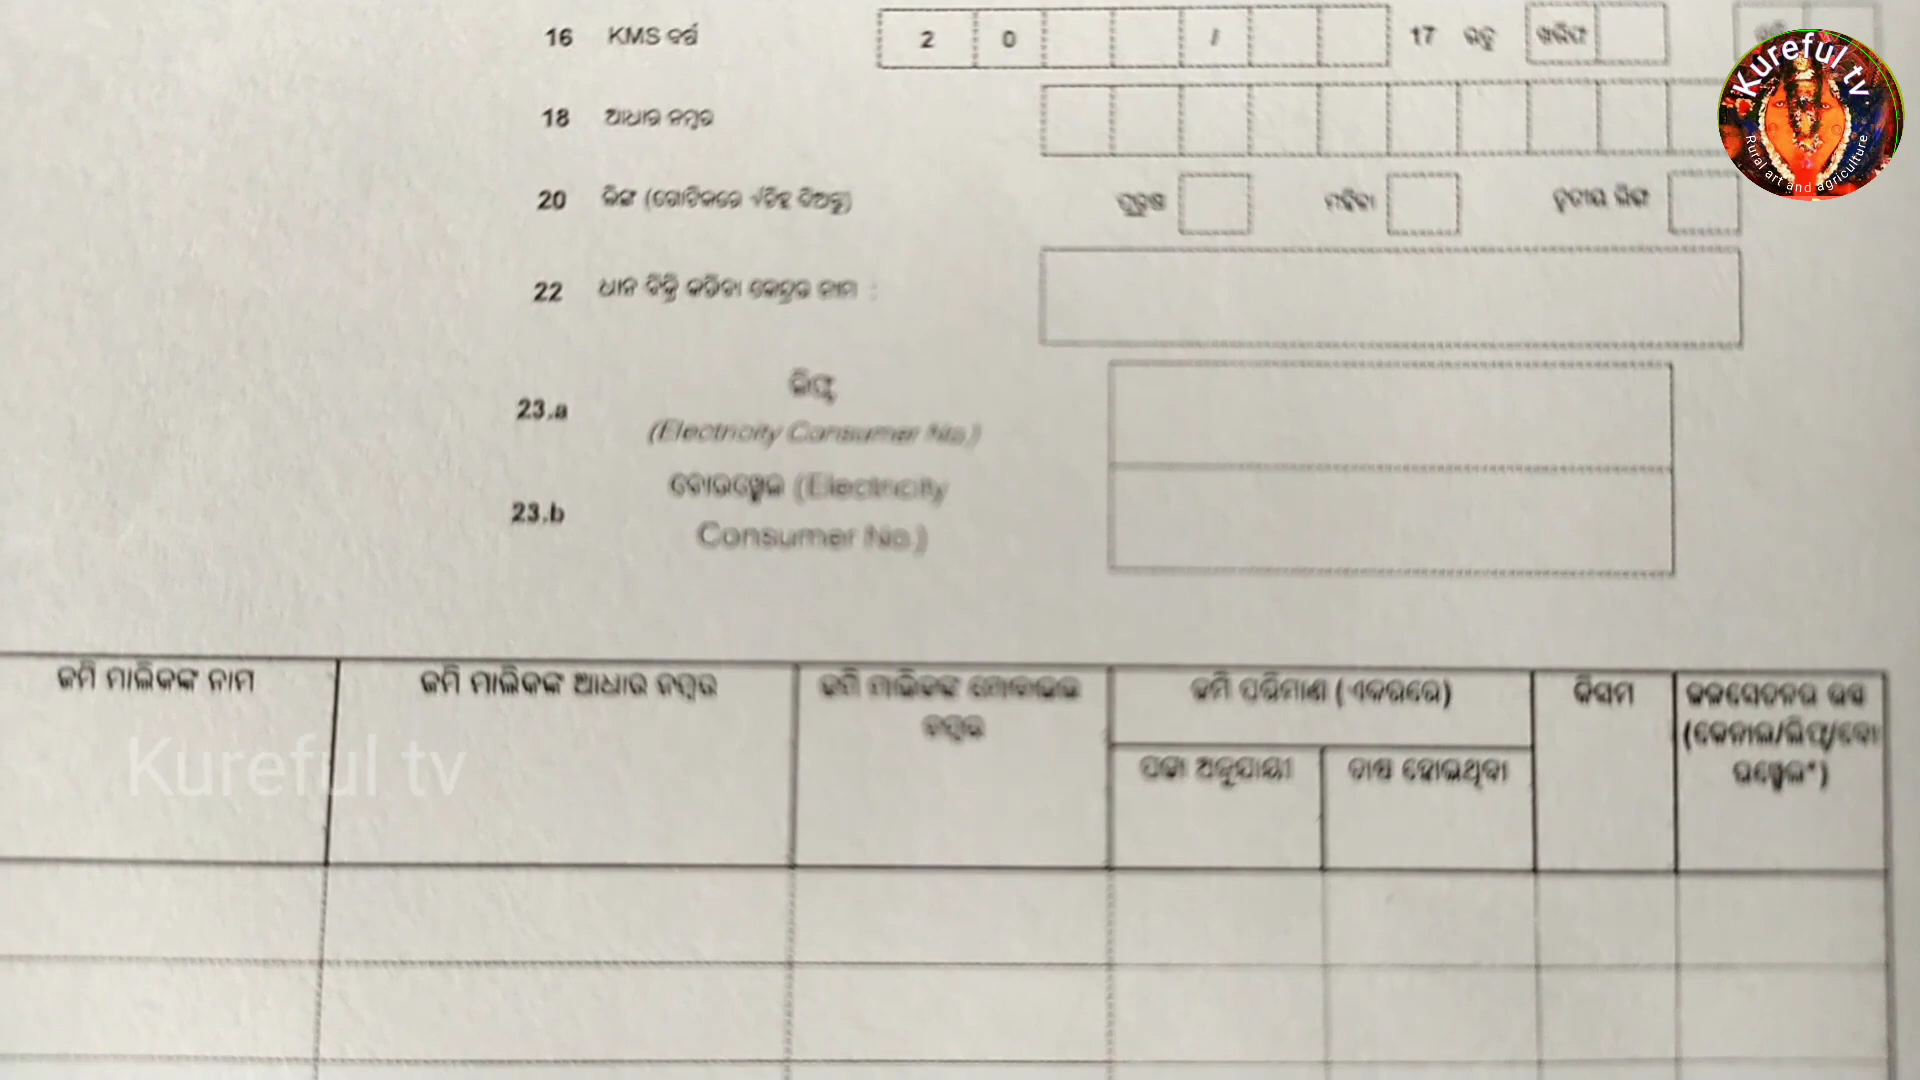 16 KMS ବର୍ଷ 2 0 / 17 ଋତୁ ଖରିଫ
18 ଆଧାର ନମ୍ବର
20 ଲିଙ୍ଗ (ଗୋଟିକରେ √ଚିହ୍ନ ଦିଅନ୍ତୁ) ପୁରୁଷ ମହିଳା ତୃତୀୟ ଲିଙ୍ଗ
22 ଧାନ ବିକ୍ରି କରିବା କେନ୍ଦ୍ରର ନାମ :
23.a ଲିଫ୍ଟ
(Electricity Consumer No.)
23.b ବୋରୱେଲ (Electricity
Consumer No.)
ଜମି ମାଲିକଙ୍କ ନାମ
ଜମି ମାଲିକଙ୍କ ଆଧାର ନମ୍ବର
ଜମି ମାଲିକଙ୍କ ମୋବାଇଲ
ନମ୍ବର
ଜମି ପରିମାଣ (ଏକରରେ)
ପଟ୍ଟା ଅନୁଯାୟୀ
ଚାଷ ହୋଇଥିବା
କିସମ
ଜଳସେଚନର ଉତ୍ସ
(କେନାଲ/ଲିଫ୍ଟ/ବୋ
ରୱେଲ*)
Kureful tv
Kureful tv
Rural art and agriculture